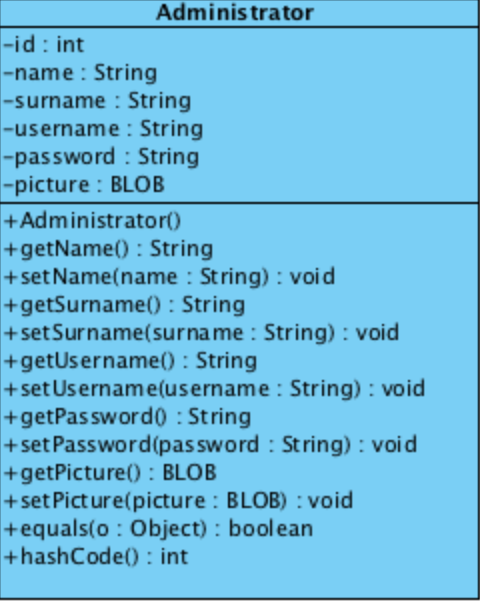 Administrator
-id : int
-name : String
-surname : String
-username : String
-password : String
-picture : BLOB
+Administrator()
+getName() : String
+setName(name : String) : void
+getSurname() : String
+setSurname(surname : String) : void
+getUsername() : String
+setUsername(username : String) : void
+getPassword() : String
+setPassword(password : String) : void
+getPicture() : BLOB
+setPicture(picture : BLOB) : void
+equals(o : Object) : boolean
+hashCode() : int